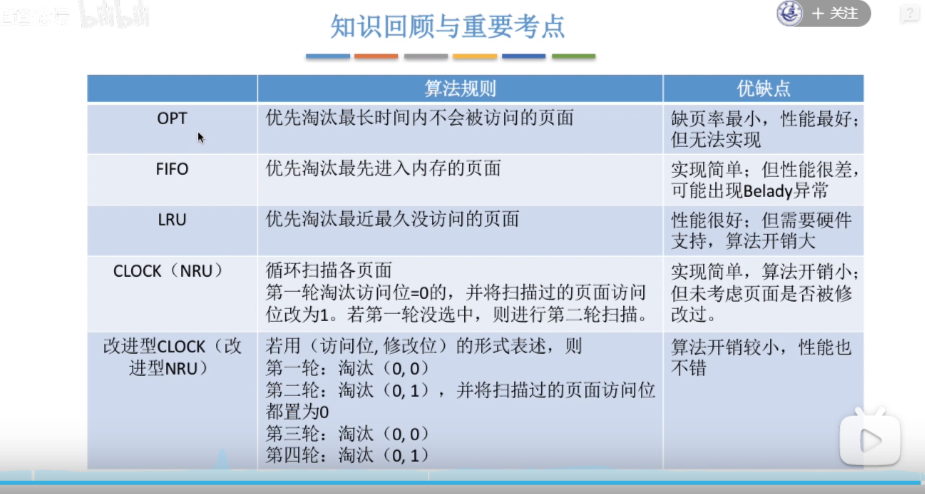 bilibili
+ 关注
?
知识回顾与重要考点
算法规则
优缺点
OPT
优先淘汰最长时间内不会被访问的页面
缺页率最小，性能最好；
但无法实现
FIFO
优先淘汰最先进入内存的页面
实现简单；但性能很差，
可能出现Belady异常
LRU
优先淘汰最近最久没访问的页面
性能很好；但需要硬件
支持，算法开销大
CLOCK（NRU）
循环扫描各页面
第一轮淘汰访问位=0的，并将扫描过的页面访问
位改为1。若第一轮没选中，则进行第二轮扫描。
实现简单，算法开销小；
但未考虑页面是否被修
改过。
改进型CLOCK（改
进型NRU）
若用（访问位, 修改位）的形式表述，则
第一轮：淘汰（0, 0）
第二轮：淘汰（0, 1），并将扫描过的页面访问位
都置为0
第三轮：淘汰（0, 0）
第四轮：淘汰（0, 1）
算法开销较小，性能也
不错